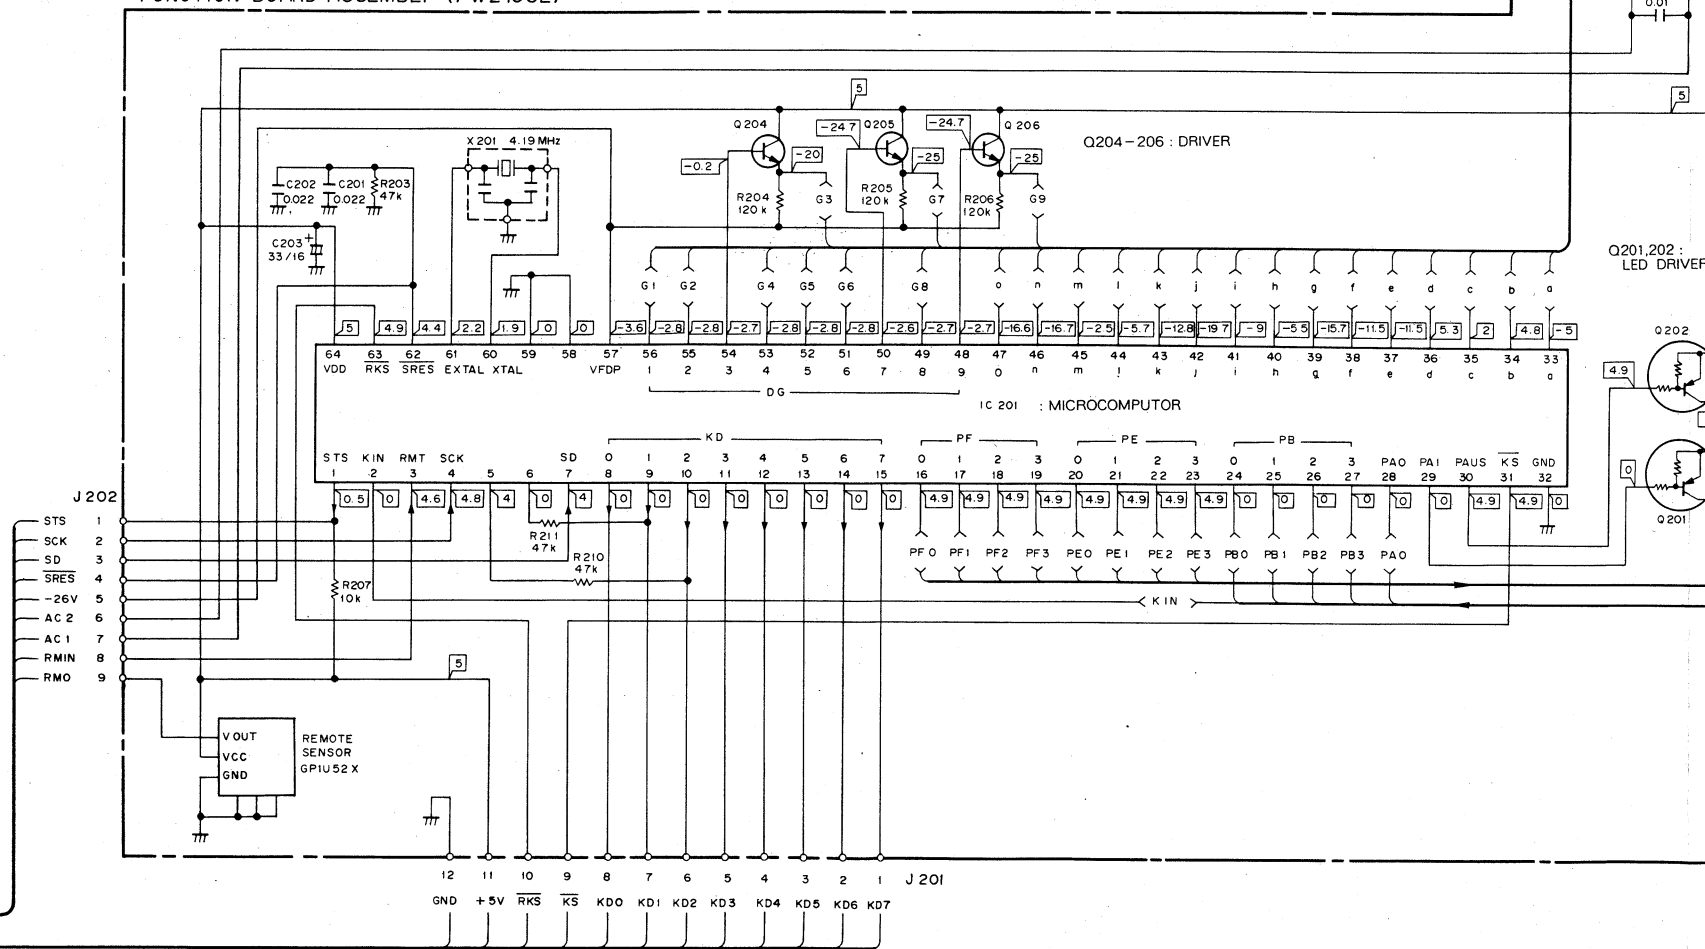 0.01
5
5
Q204
-24.7
Q205
-24.7
Q206
Q204-206 : DRIVER
X201 4.19MHz
-0.2
-20
-25
-25
C202
0.022
C201
0.022
R203
47k
R204
120k
G3
R205
120k
G7
R206
120k
G9
C203 +
33/16
Q201,202 :
LED DRIVER
G1 G2 G4 G5 G6 G8 o n m l k j i h g f e d c b a
5 4.9 4.4 2.2 1.9 0 0 -3.6 -2.8 -2.8 -2.7 -2.8 -2.8 -2.8 -2.6 -2.7 -2.7 -16.6 -16.7 -2.5 -5.7 -12.8 -19.7 -9 -5.5 -15.7 -11.5 -11.5 5.3 2 4.8 -5
Q202
64 63 62 61 60 59 58 57 56 55 54 53 52 51 50 49 48 47 46 45 44 43 42 41 40 39 38 37 36 35 34 33
VDD RKS SRES EXTAL XTAL VFDP 1 2 3 4 5 6 7 8 9 o n m l k j i h g f e d c b a
4.9
DG
IC201 : MICROCOMPUTOR
KD PF PE PB
STS KIN RMT SCK SD 0 1 2 3 4 5 6 7 0 1 2 3 0 1 2 3 0 1 2 3 PA0 PA1 PAUS KS GND
1 2 3 4 5 6 7 8 9 10 11 12 13 14 15 16 17 18 19 20 21 22 23 24 25 26 27 28 29 30 31 32
0
0.5 0 4.6 4.8 4 0 4 0 0 0 0 0 0 0 0 4.9 4.9 4.9 4.9 4.9 4.9 4.9 4.9 0 0 0 0 0 0 4.9 4.9 0
Q201
J202
STS 1
SCK 2
SD 3
SRES 4
-26V 5
AC2 6
AC1 7
RMIN 8
RMO 9
R211
47k
R210
47k
R207
10k
PF0 PF1 PF2 PF3 PE0 PE1 PE2 PE3 PB0 PB1 PB2 PB3 PA0
KIN
5
VOUT
VCC
GND
REMOTE
SENSOR
GP1U52X
12 11 10 9 8 7 6 5 4 3 2 1 J201
GND +5V RKS KS KD0 KD1 KD2 KD3 KD4 KD5 KD6 KD7